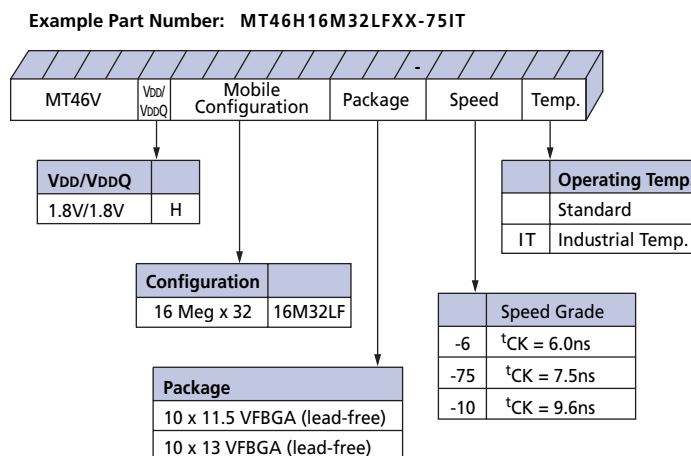 Example Part Number: MT46H16M32LFXX-75IT
-
MT46V VDD/VDDQ Mobile Configuration Package Speed Temp.
VDD/VDDQ
1.8V/1.8V H
Operating Temp.
Standard
IT Industrial Temp.
Configuration
16 Meg x 32 16M32LF
Speed Grade
-6 tCK = 6.0ns
-75 tCK = 7.5ns
-10 tCK = 9.6ns
Package
10 x 11.5 VFBGA (lead-free)
10 x 13 VFBGA (lead-free)